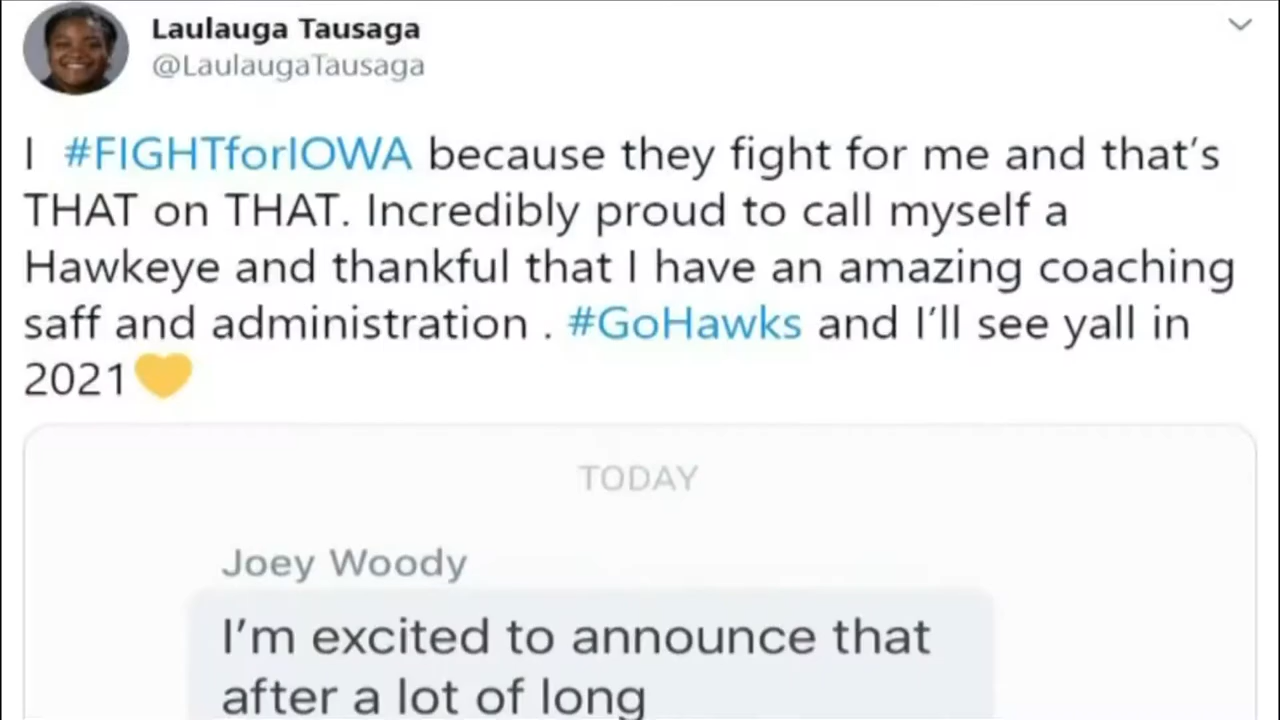 Laulauga Tausaga
@LaulaugaTausaga
I #FIGHTforIOWA because they fight for me and that's
THAT on THAT. Incredibly proud to call myself a
Hawkeye and thankful that I have an amazing coaching
saff and administration . #GoHawks and I'll see yall in
2021💛
TODAY
Joey Woody
I'm excited to announce that
after a lot of long